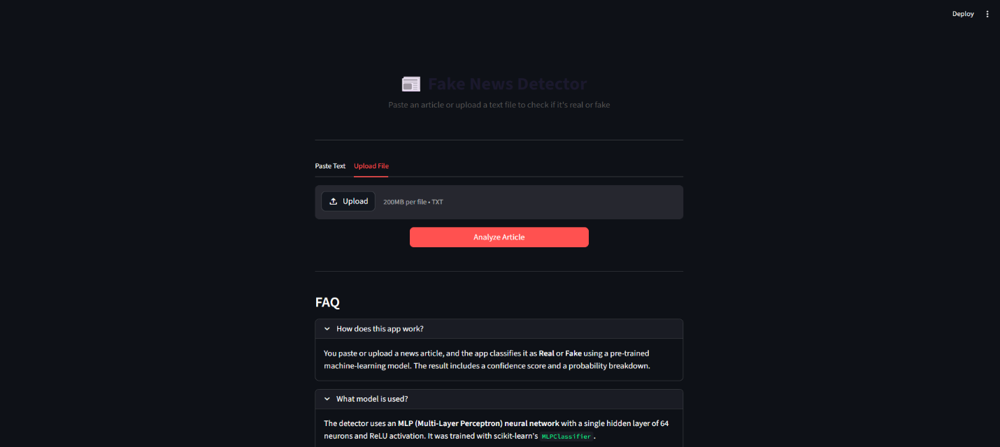 Deploy
Fake News Detector
Paste an article or upload a text file to check if it's real or fake
Paste Text Upload File
Upload 200MB per file • TXT
Analyze Article
FAQ
How does this app work?
You paste or upload a news article, and the app classifies it as Real or Fake using a pre-trained
machine-learning model. The result includes a confidence score and a probability breakdown.
What model is used?
The detector uses an MLP (Multi-Layer Perceptron) neural network with a single hidden layer of 64
neurons and ReLU activation. It was trained with scikit-learn's MLPClassifier.